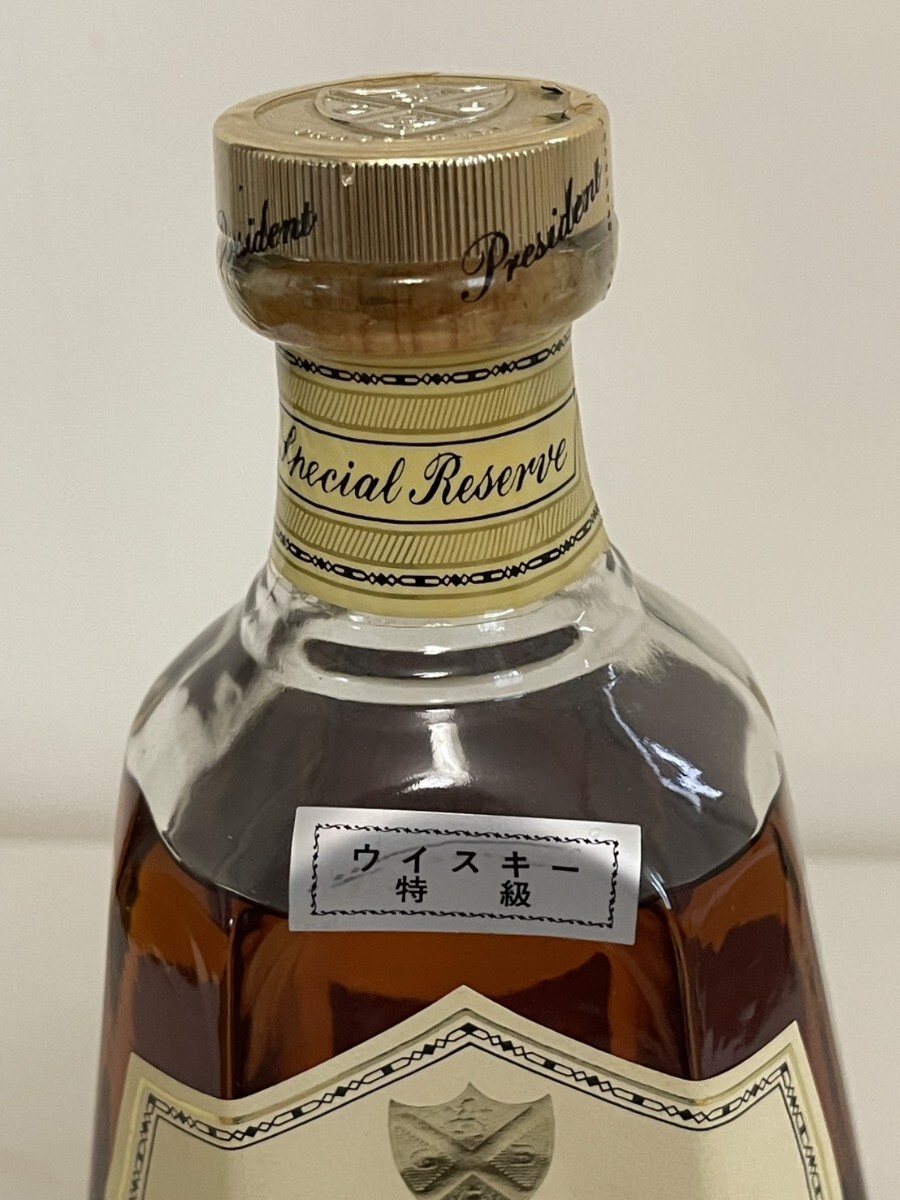 President
President
Special Reserve
ウイスキー
特級